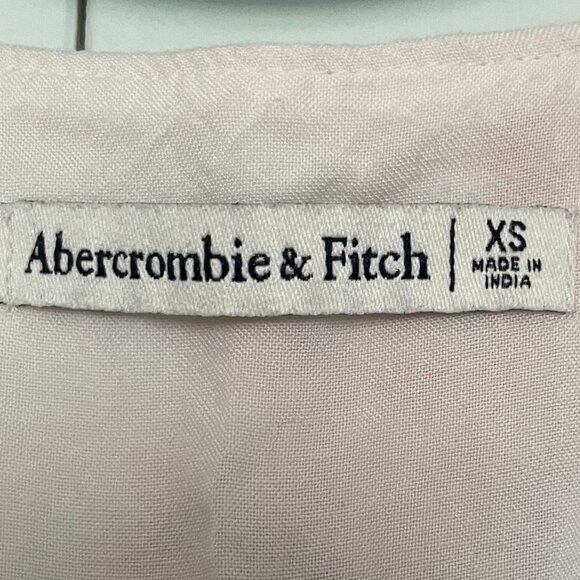 Abercrombie & Fitch | XS
MADE IN
INDIA